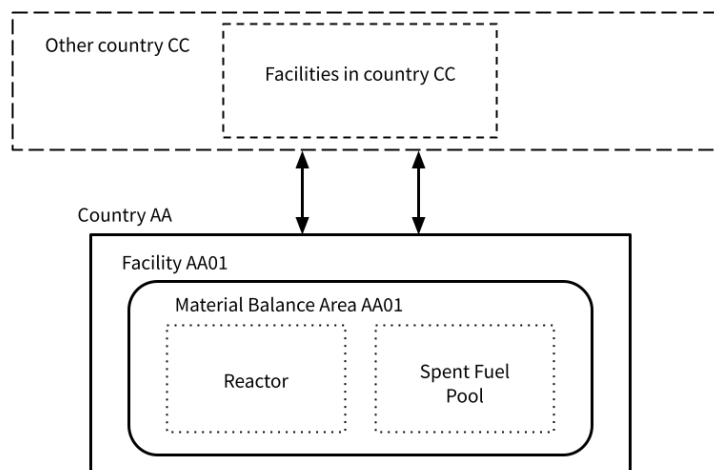 Other country CC
Facilities in country CC
Country AA
Facility AA01
Material Balance Area AA01
Reactor
Spent Fuel
Pool